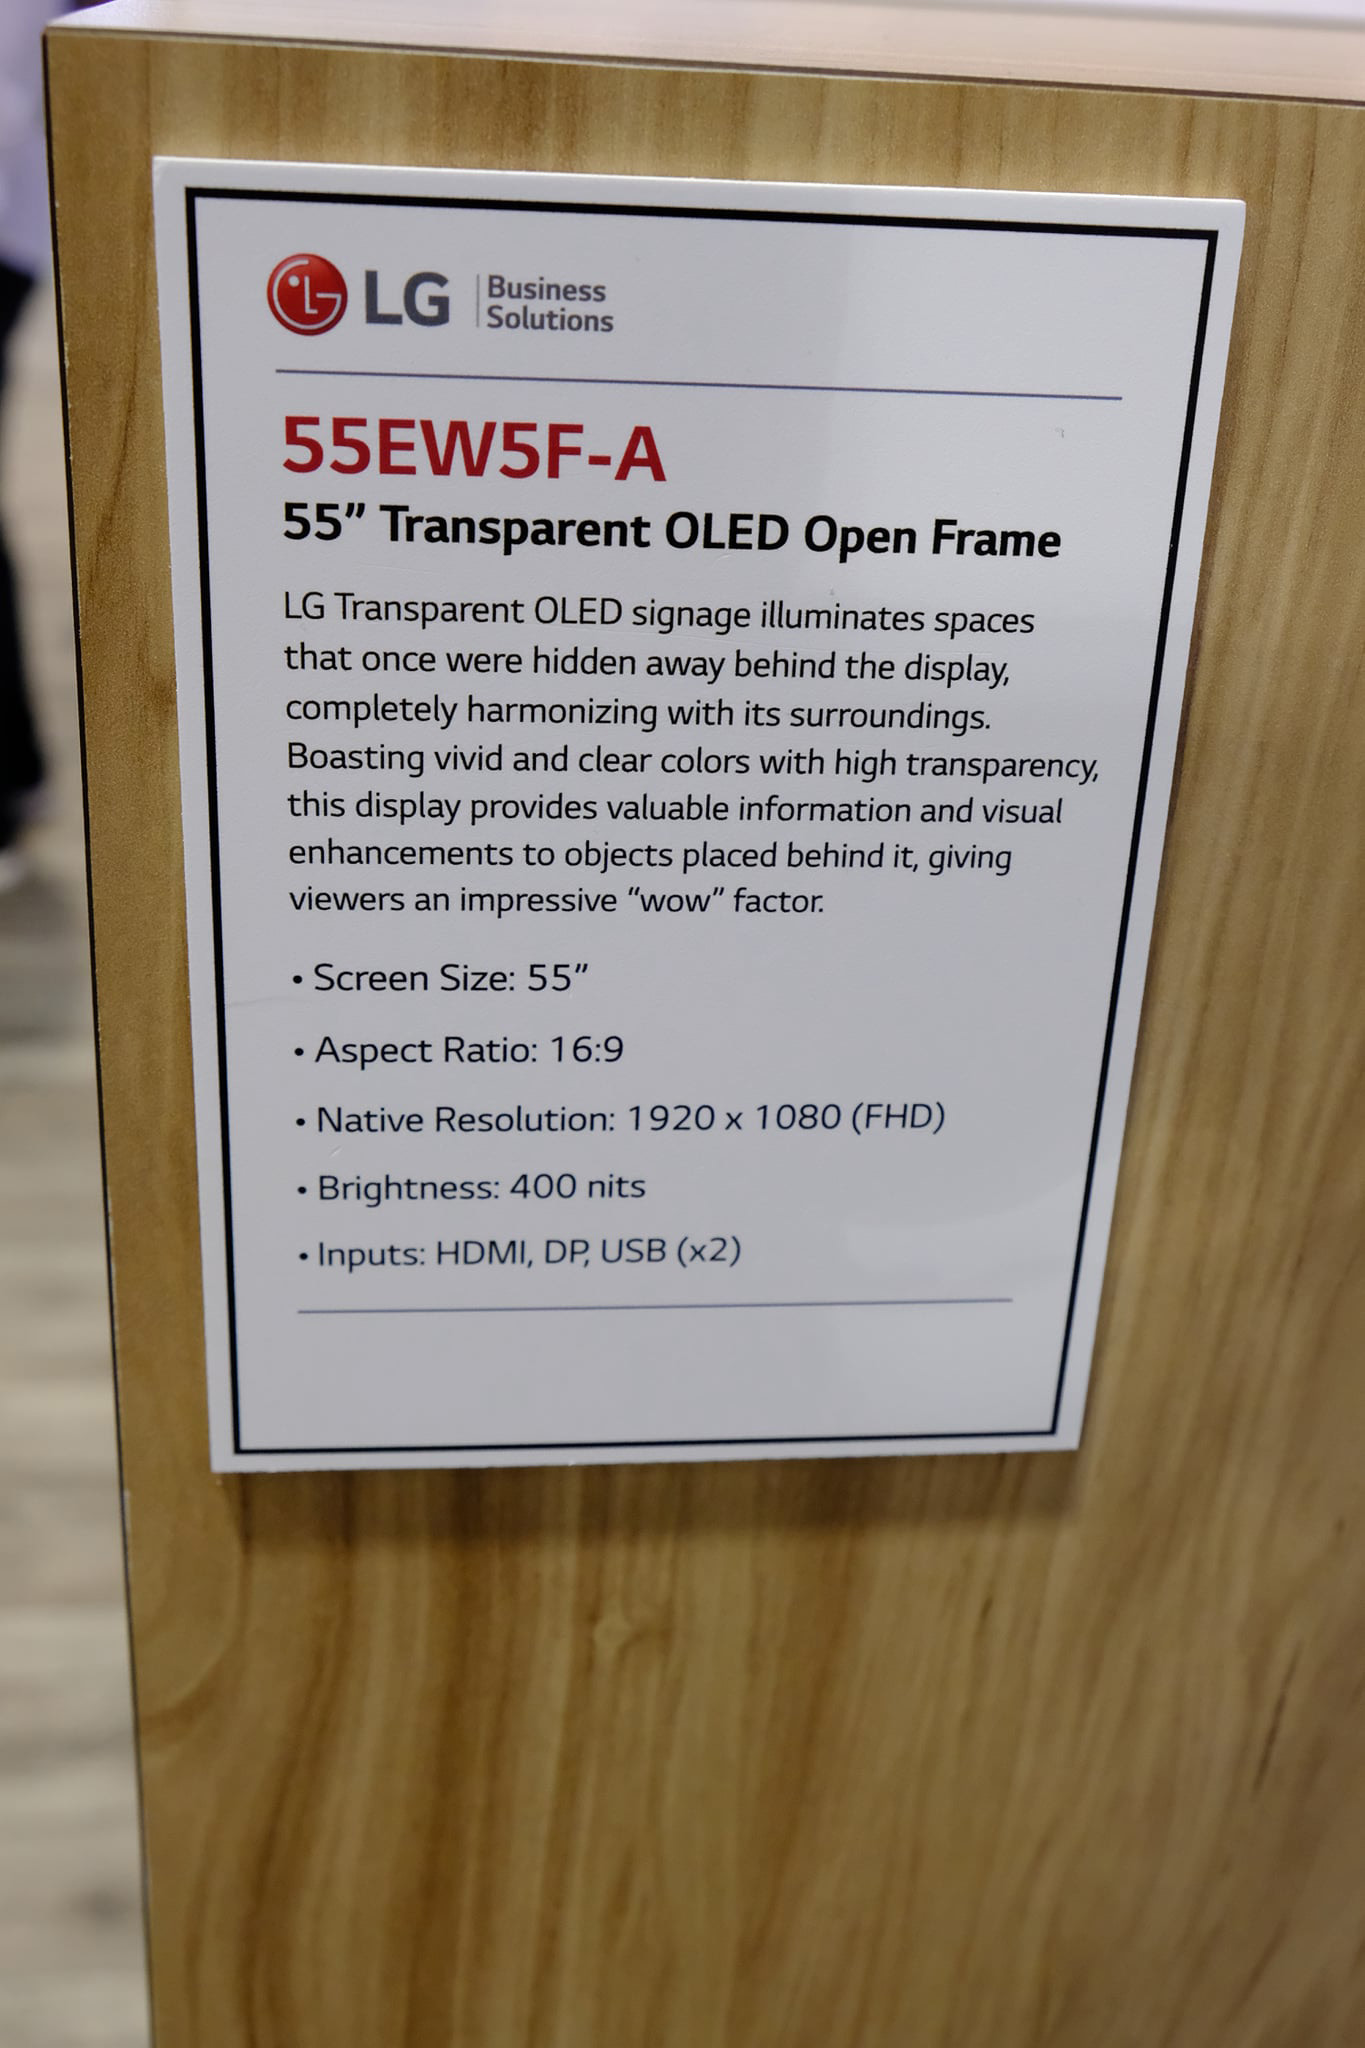 LG Business
Solutions
55EW5F-A
55” Transparent OLED Open Frame
LG Transparent OLED signage illuminates spaces
that once were hidden away behind the display,
completely harmonizing with its surroundings.
Boasting vivid and clear colors with high transparency,
this display provides valuable information and visual
enhancements to objects placed behind it, giving
viewers an impressive “wow” factor.
• Screen Size: 55”
• Aspect Ratio: 16:9
• Native Resolution: 1920 x 1080 (FHD)
• Brightness: 400 nits
• Inputs: HDMI, DP, USB (x2)